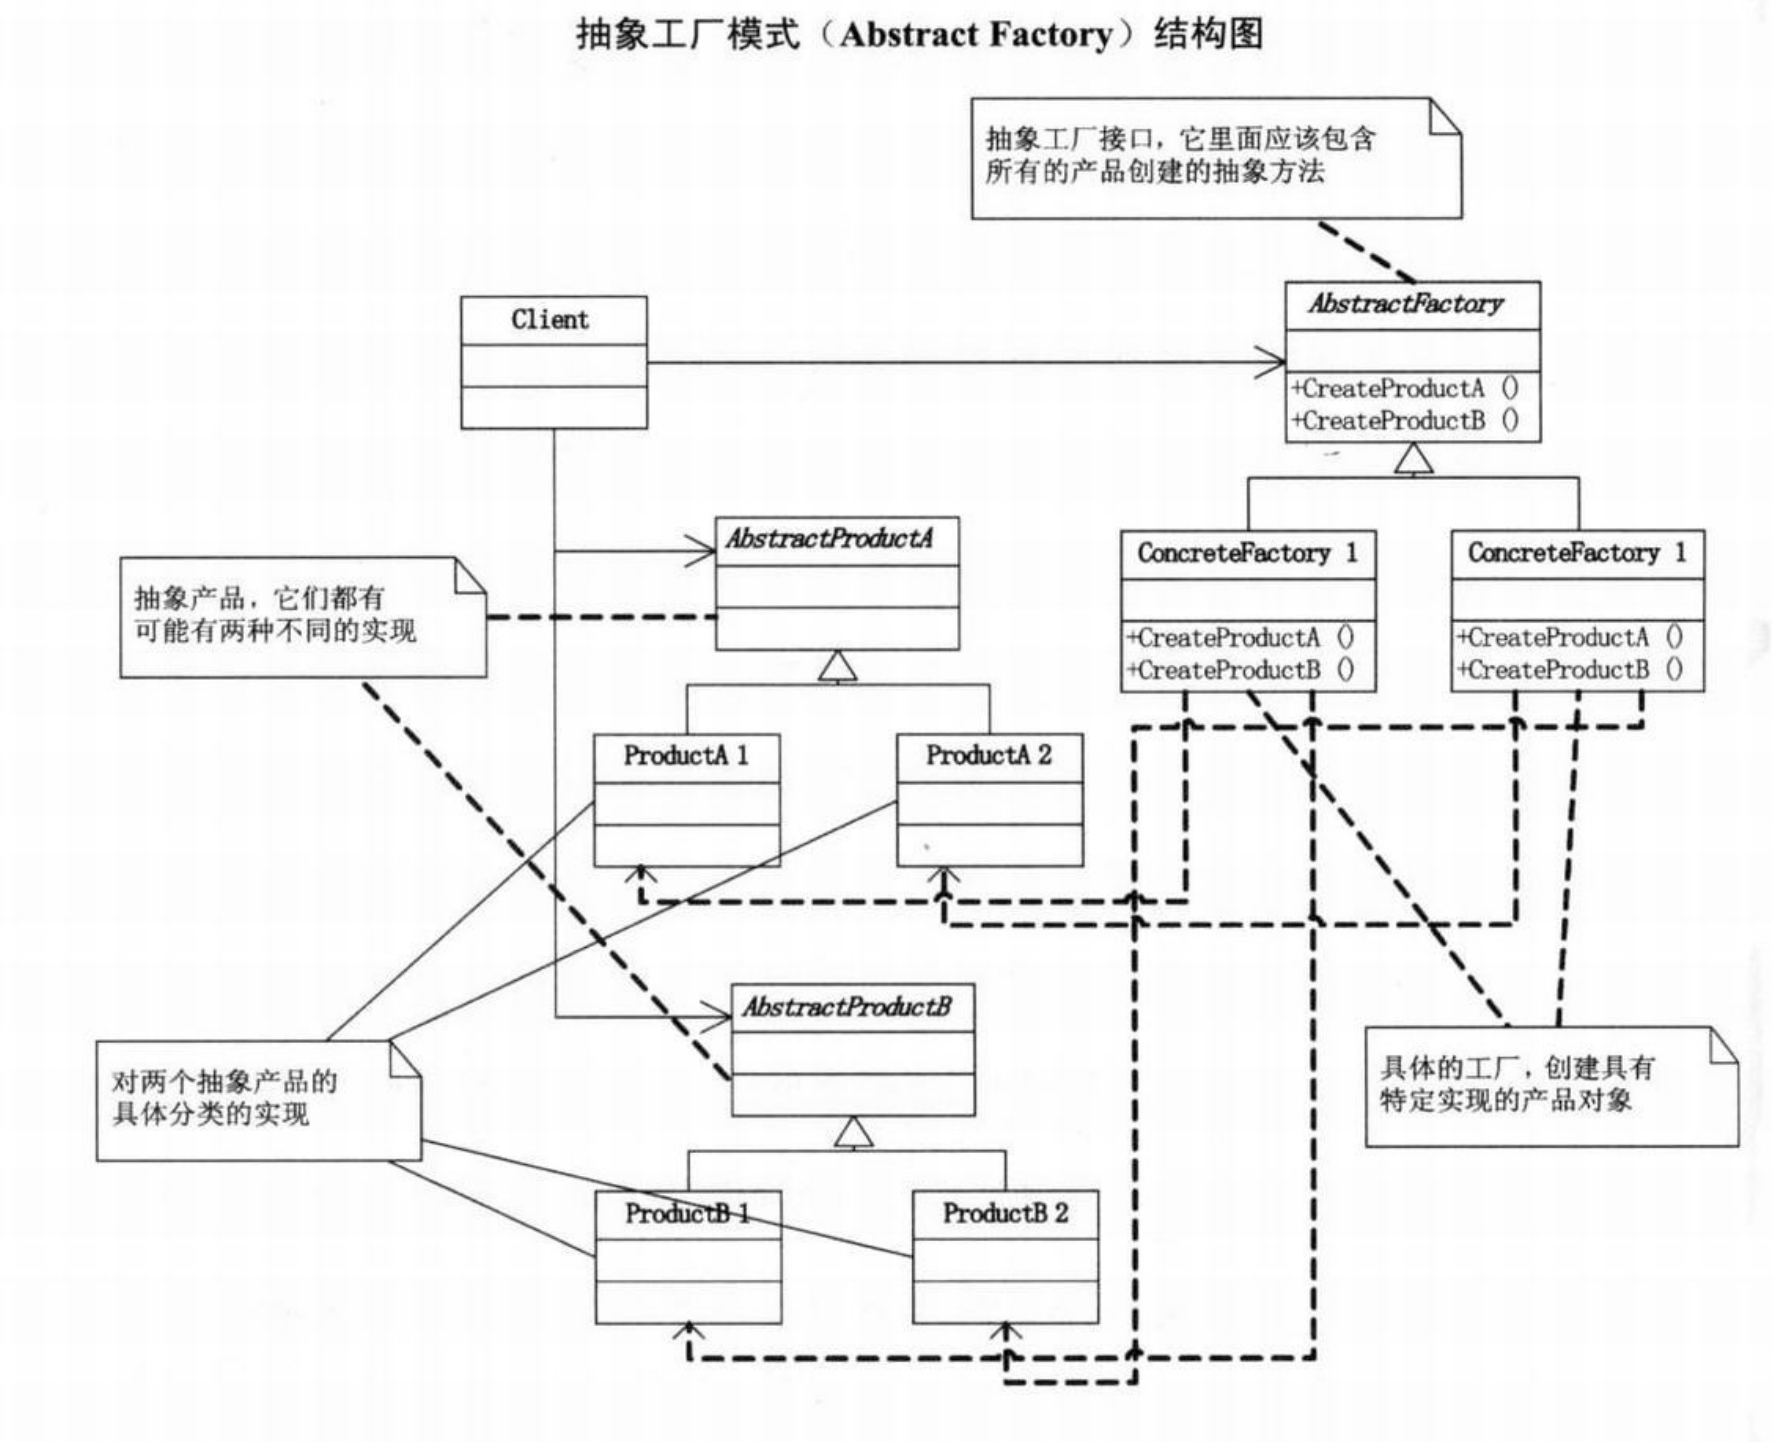 抽象工厂模式（Abstract Factory）结构图
抽象工厂接口，它里面应该包含
所有的产品创建的抽象方法
Client
AbstractFactory
+CreateProductA ()
+CreateProductB ()
AbstractProductA
ConcreteFactory 1
+CreateProductA ()
+CreateProductB ()
ConcreteFactory 1
+CreateProductA ()
+CreateProductB ()
抽象产品，它们都有
可能有两种不同的实现
ProductA 1
ProductA 2
AbstractProductB
对两个抽象产品的
具体分类的实现
具体的工厂，创建具有
特定实现的产品对象
ProductB 1
ProductB 2